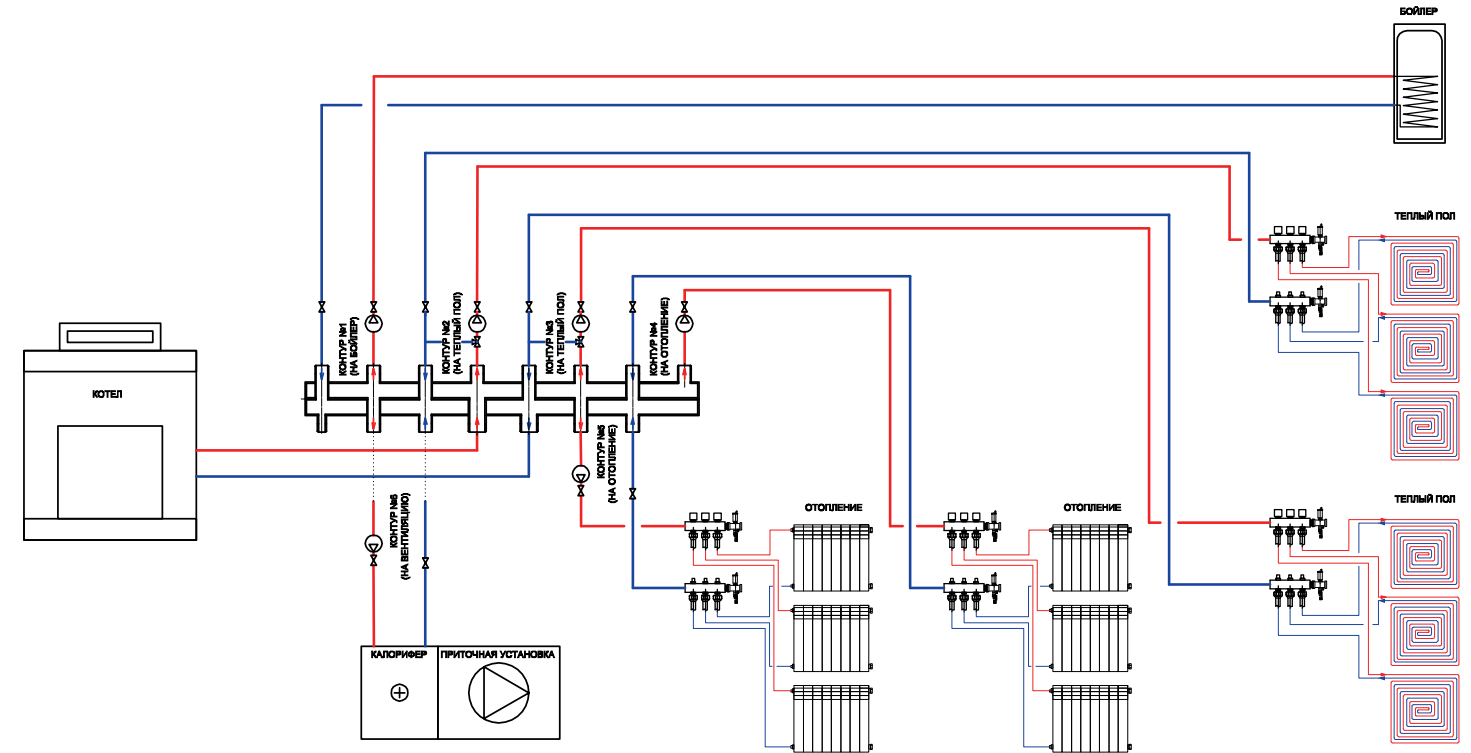 БОЙЛЕР
ТЕПЛЫЙ ПОЛ
КОНТУР №1
(НА БОЙЛЕР)
КОНТУР №2
(НА ТЕПЛЫЙ ПОЛ)
КОНТУР №3
(НА ТЕПЛЫЙ ПОЛ)
КОНТУР №4
(НА ОТОПЛЕНИЕ)
КОТЕЛ
КОНТУР №5
(НА ОТОПЛЕНИЕ)
КОНТУР №6
(НА ВЕНТИЛЯЦИЮ)
ОТОПЛЕНИЕ
ОТОПЛЕНИЕ
ТЕПЛЫЙ ПОЛ
КАЛОРИФЕР
ПРИТОЧНАЯ УСТАНОВКА